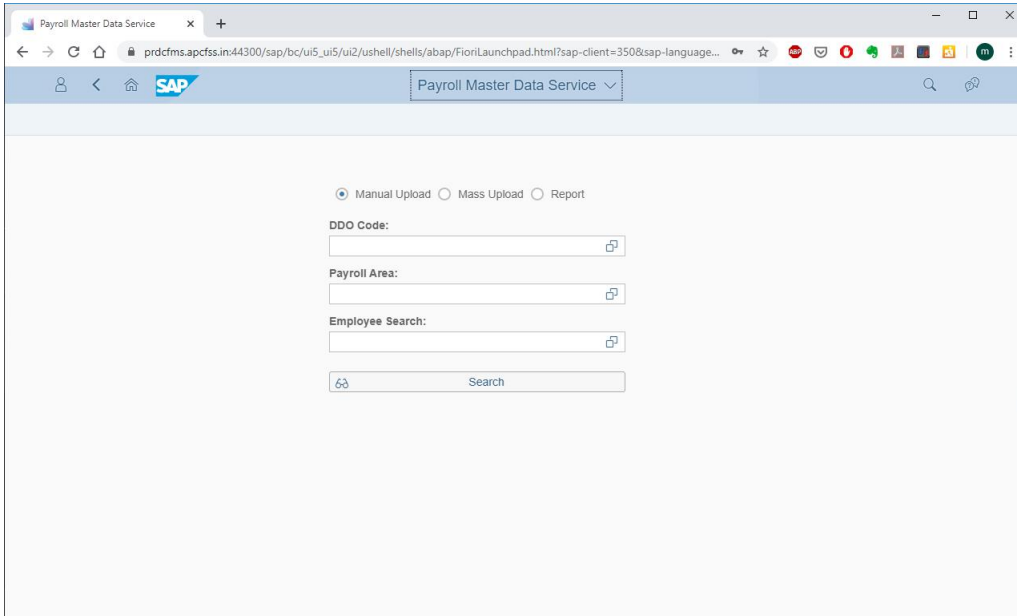 Payroll Master Data Service
prdcfms.apcfss.in:44300/sap/bc/ui5_ui5/ui2/ushell/shells/abap/FioriLaunchpad.html?sap-client=350&sap-language...
ABP
m
SAP
Payroll Master Data Service
Manual Upload Mass Upload Report
DDO Code:
Payroll Area:
Employee Search:
Search